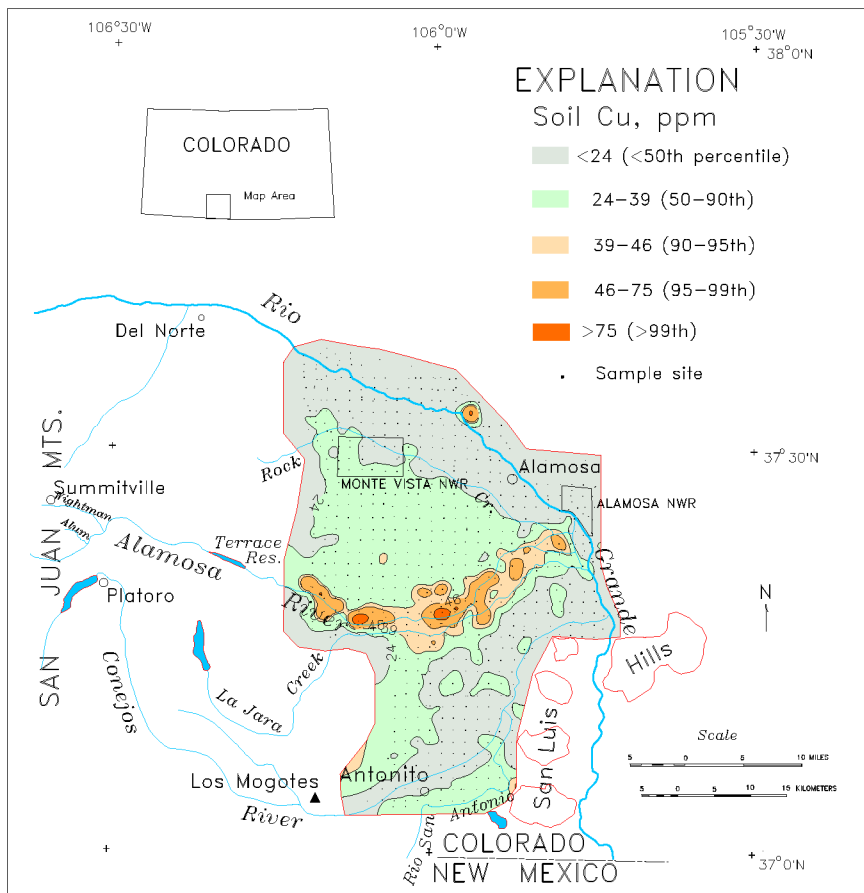 106°30'W
106°0'W
105°30'W
38°0'N
EXPLANATION
Soil Cu, ppm
<24 (<50th percentile)
24-39 (50-90th)
39-46 (90-95th)
46-75 (95-99th)
>75 (>99th)
Sample site
COLORADO
Map Area
Rio
Del Norte
SAN JUAN MTS.
37°30'N
Rock
Cr.
MONTE VISTA NWR
Alamosa
ALAMOSA NWR
Summitville
Wightman
Alum
24
Alamosa
Terrace
Res.
River
Grande
Platoro
46
46
39
24
N
Hills
Conejos
Creek
La Jara
San Luis
Scale
5 0 5 10 MILES
5 0 5 10 15 KILOMETERS
Los Mogotes
Antonito
River
Rio San
Antonio
COLORADO
NEW MEXICO
37°0'N